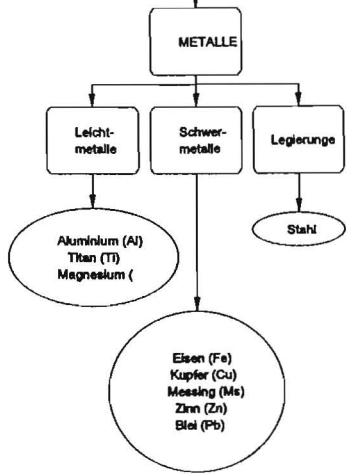 METALLE
Leicht-
metalle
Schwer-
metalle
Legierunge
Aluminium (Al)
Titan (Ti)
Magnesium (
Stahl
Eisen (Fe)
Kupfer (Cu)
Messing (Ms)
Zinn (Zn)
Blei (Pb)